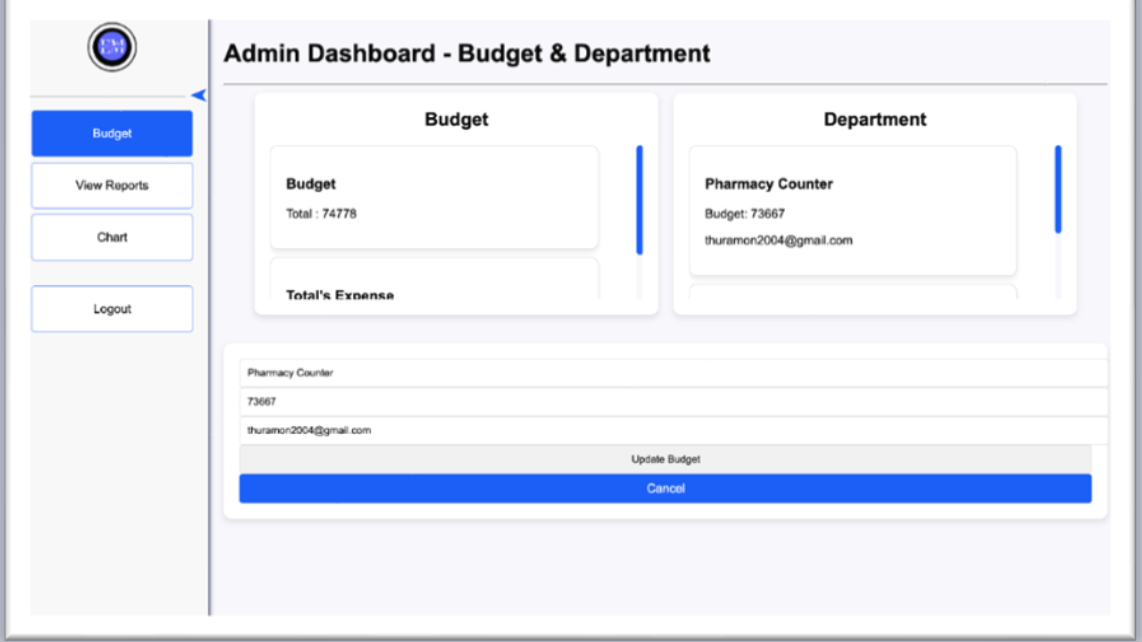 Admin Dashboard - Budget & Department
Budget
View Reports
Chart
Logout
Budget
Budget
Total : 74778
Total's Expense
Department
Pharmacy Counter
Budget: 73667
thuramon2004@gmail.com
Pharmacy Counter
73667
thuramon2004@gmail.com
Update Budget
Cancel